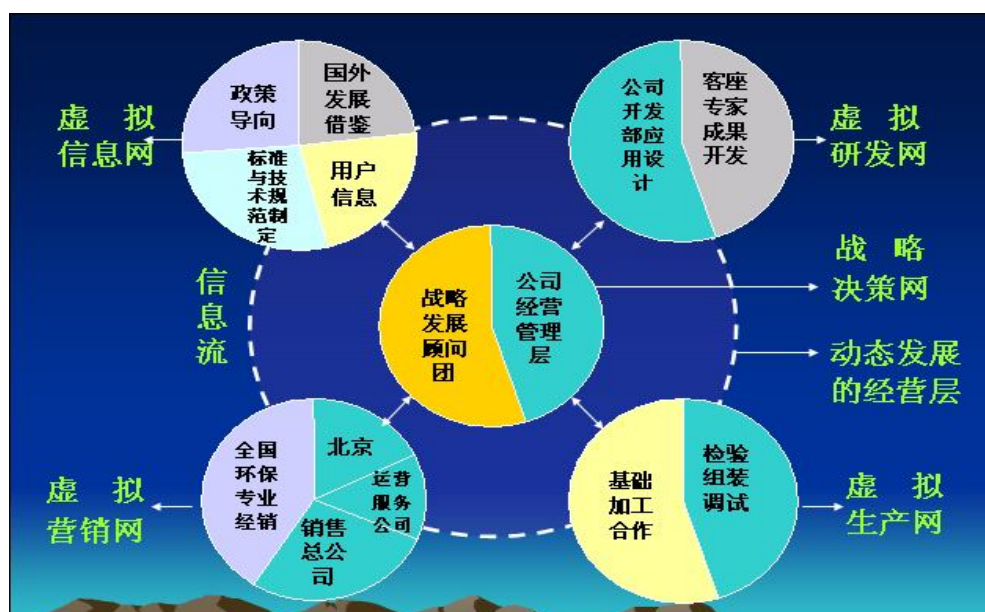 政策
导向
国外
发展
借鉴
标准
与技
术规
范制
定
用户
信息
虚 拟
信息网
公司
开发
部应
用设
计
客座
专家
成果
开发
虚 拟
研发网
战略
发展
顾问
团
公司
经营
管理
层
战 略
决策网
动态发展
的经营层
信
息
流
全国
环保
专业
经销
北京
运营
服务
公司
销售
总公
司
虚 拟
营销网
基础
加工
合作
检验
组装
调试
虚 拟
生产网